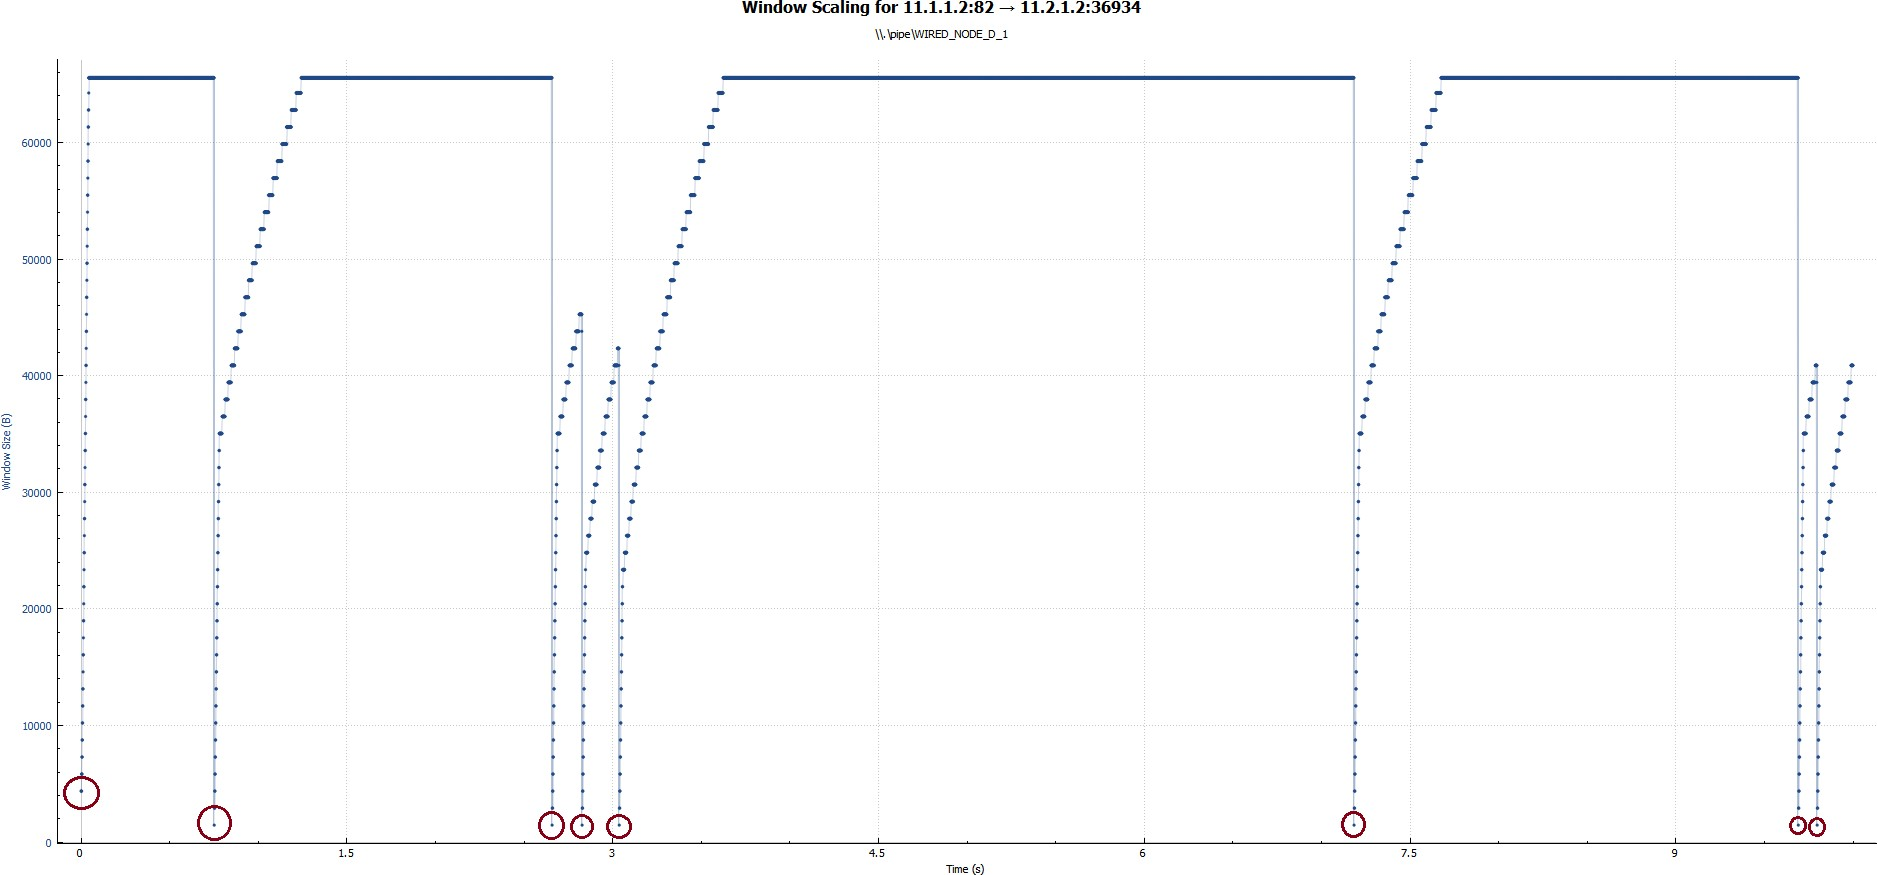 Window Scaling for 11.1.1.2:82 → 11.2.1.2:36934
\\.\pipe\WIRED_NODE_D_1
Window Size (B)
60000
50000
40000
30000
20000
10000
0
0 1.5 3 4.5 6 7.5 9
Time (s)